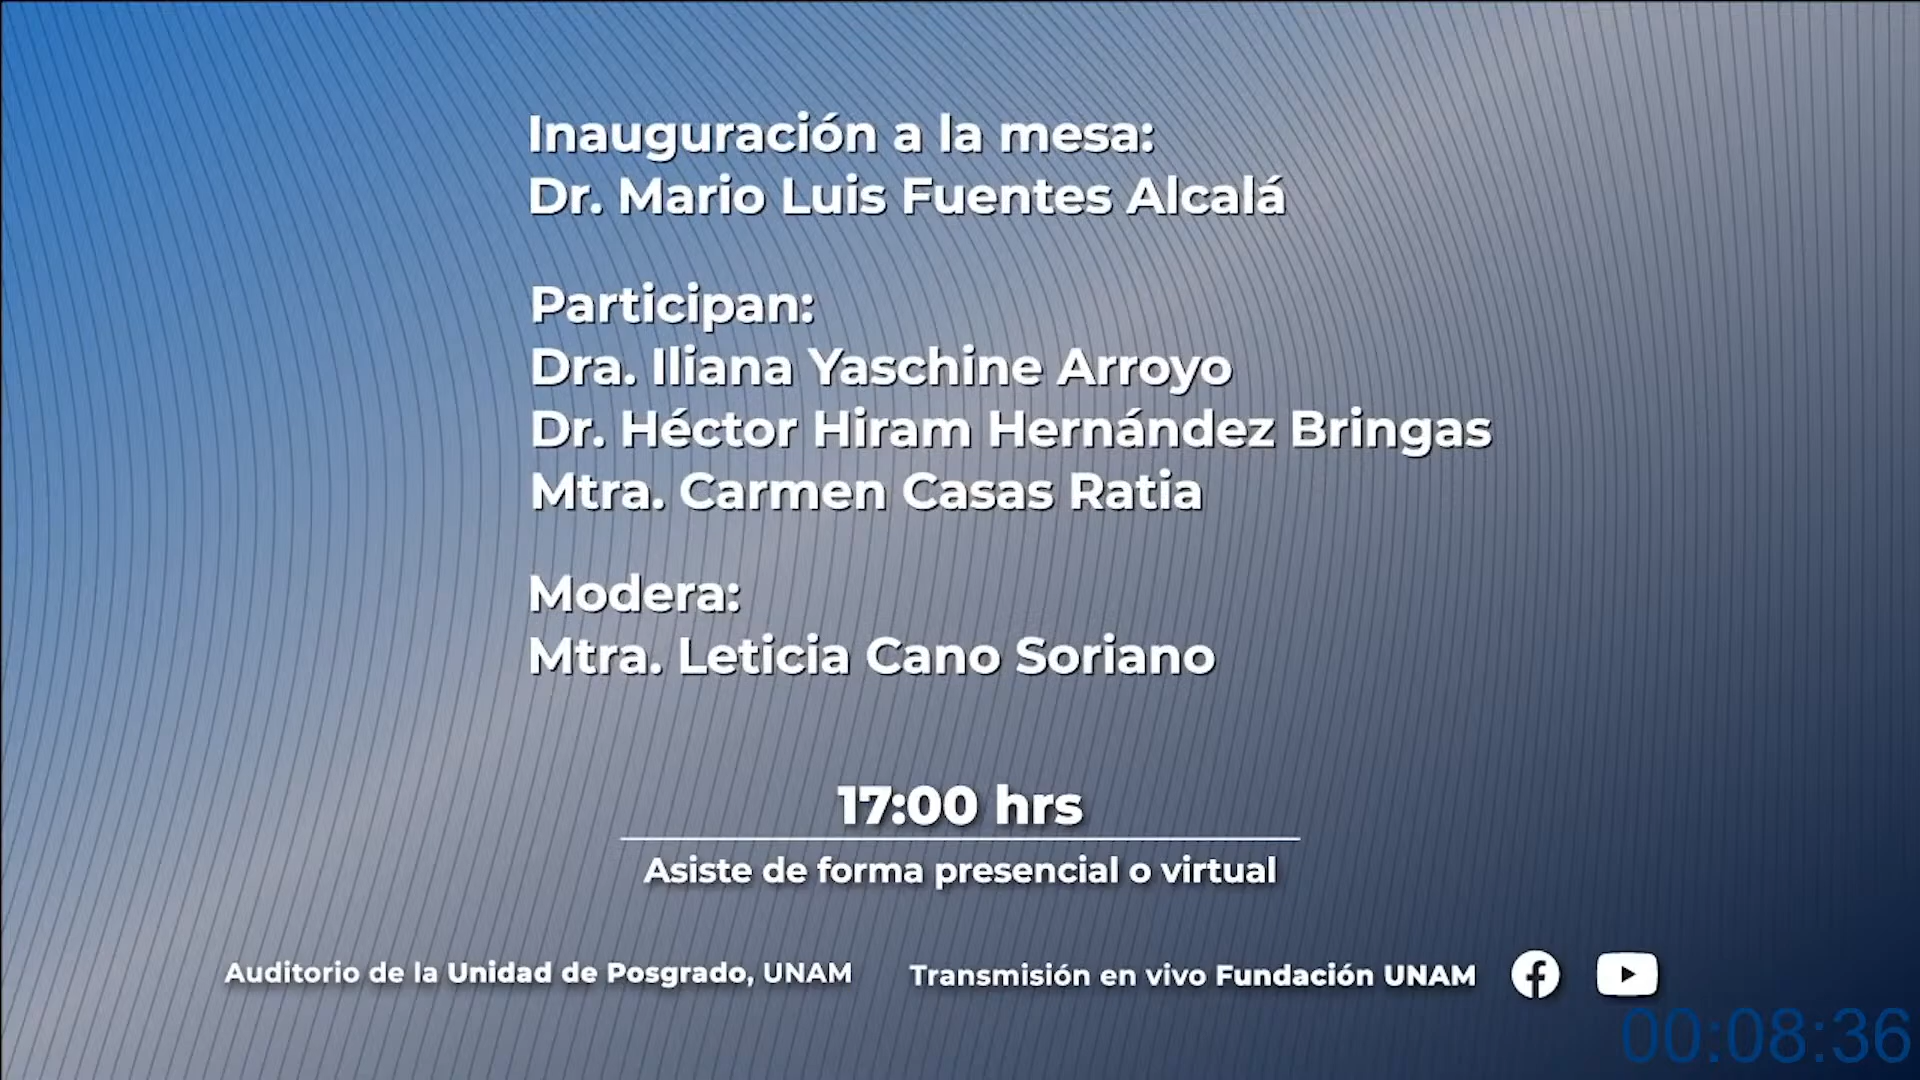 Inauguración a la mesa:
Dr. Mario Luis Fuentes Alcalá
Participan:
Dra. Iliana Yaschine Arroyo
Dr. Héctor Hiram Hernández Bringas
Mtra. Carmen Casas Ratia
Modera:
Mtra. Leticia Cano Soriano
17:00 hrs
Asiste de forma presencial o virtual
Auditorio de la Unidad de Posgrado, UNAM
Transmisión en vivo Fundación UNAM
00:08:36